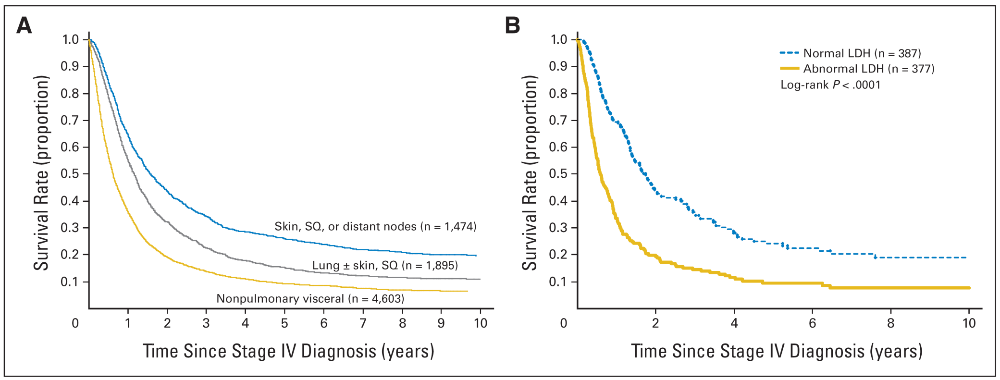 A
1.0
0.9
0.8
0.7
0.6
0.5
0.4
0.3
0.2
0.1
0
1 2 3 4 5 6 7 8 9 10
Survival Rate (proportion)
Time Since Stage IV Diagnosis (years)
Skin, SQ, or distant nodes (n = 1,474)
Lung ± skin, SQ (n = 1,895)
Nonpulmonary visceral (n = 4,603)
B
1.0
0.9
0.8
0.7
0.6
0.5
0.4
0.3
0.2
0.1
0
2 4 6 8 10
Survival Rate (proportion)
Time Since Stage IV Diagnosis (years)
Normal LDH (n = 387)
Abnormal LDH (n = 377)
Log-rank P < .0001